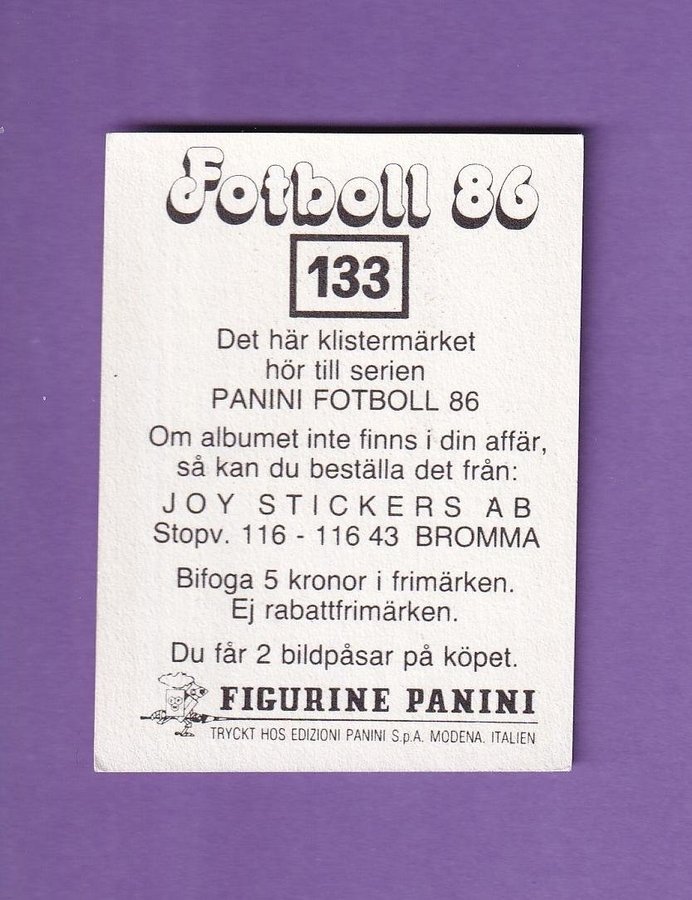 Fotboll 86
133
Det här klistermärket
hör till serien
PANINI FOTBOLL 86
Om albumet inte finns i din affär,
så kan du beställa det från:
JOY STICKERS AB
Stopv. 116 - 116 43 BROMMA
Bifoga 5 kronor i frimärken.
Ej rabattfrimärken.
Du får 2 bildpåsar på köpet.
FIGURINE PANINI
TRYCKT HOS EDIZIONI PANINI S.p.A. MODENA. ITALIEN